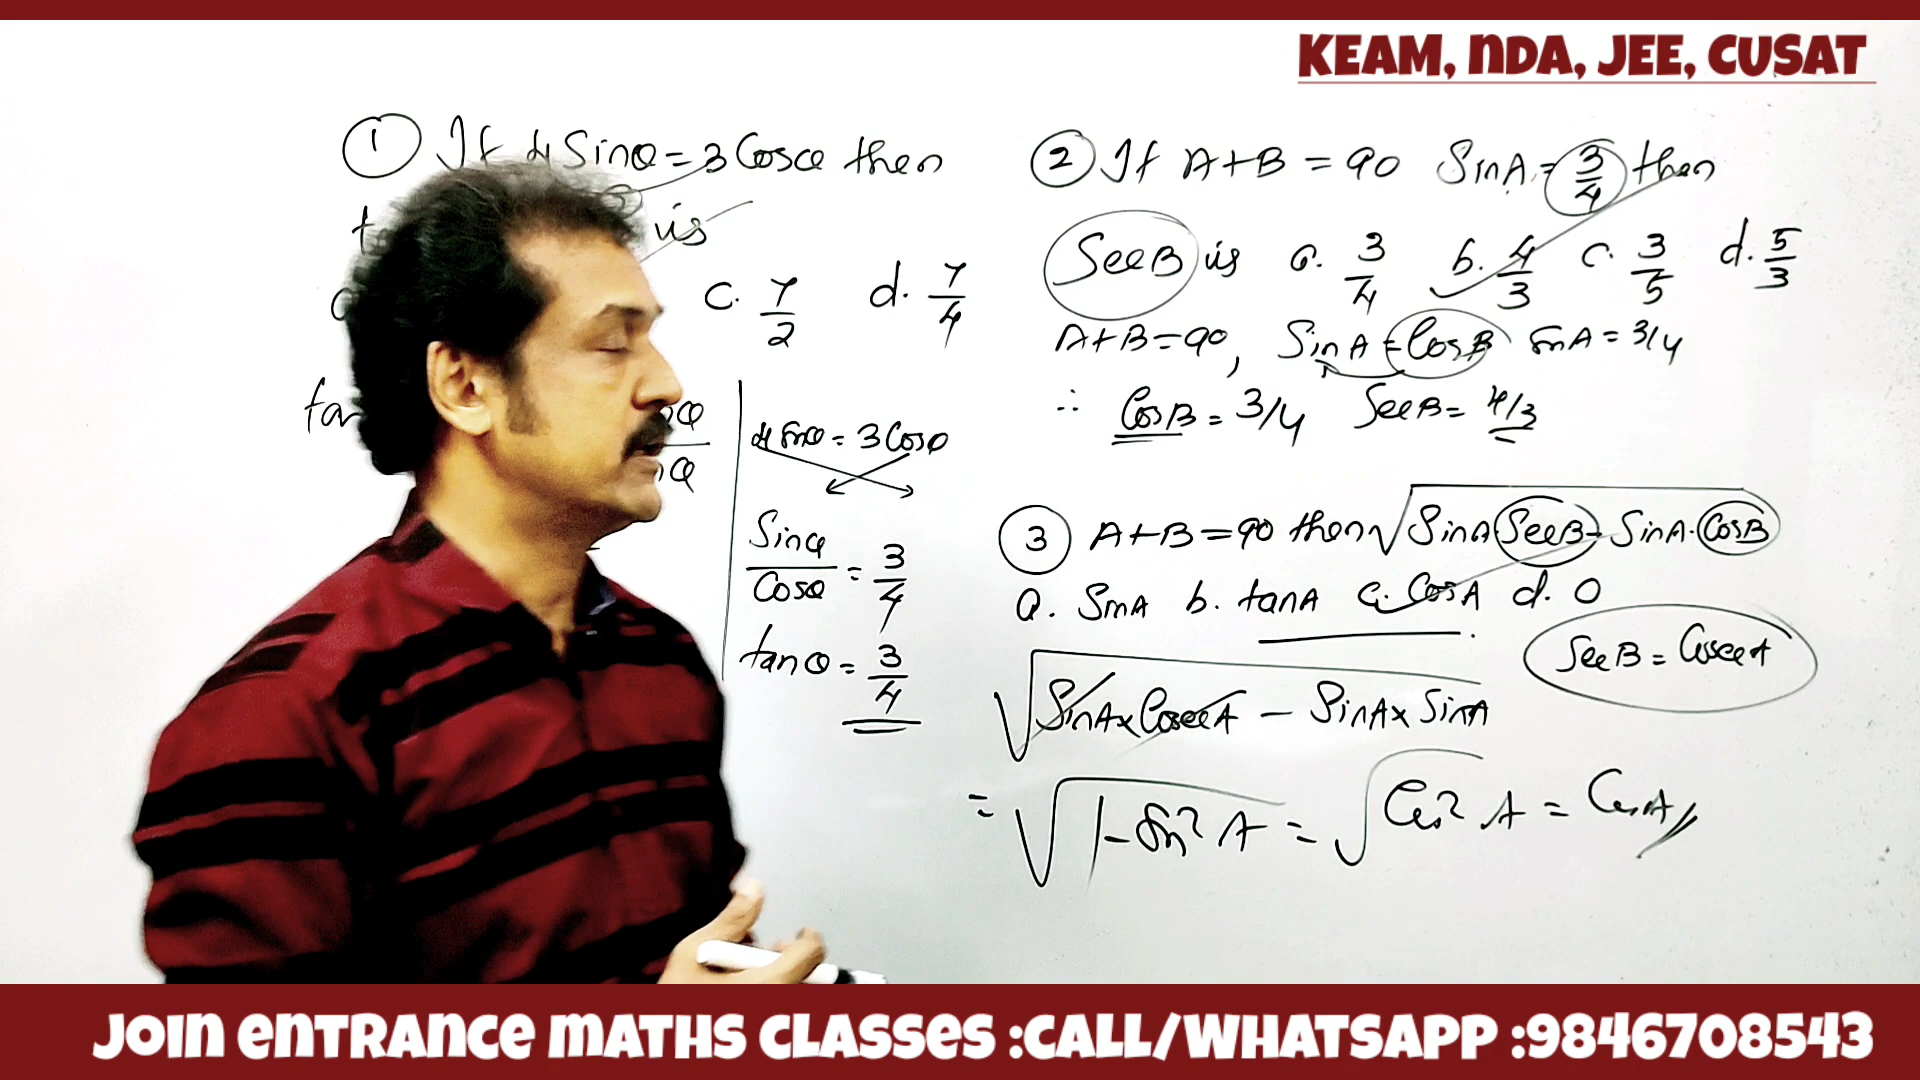 KEAM, NDA, JEE, CUSAT
① If 4 Sinθ = 3 Cosθ then
is
c. 7/2 d. 7/4
4 Sinθ = 3 Cosθ
Sinθ/Cosθ = 3/4
tanθ = 3/4
② If A+B = 90 SinA = 3/4 then
SecB is a. 3/4 b. 4/3 c. 3/5 d. 5/3
A+B = 90, SinA = CosB SinA = 3/4
∴ CosB = 3/4 SecB = 4/3
③ A+B = 90 then √SinA SecB - SinA.CosB
a. SinA b. tanA c. CosA d. 0
SecB = CosecA
√SinA×CosecA - SinA×SinA
= √1-Sin²A = √Cos²A = CosA
JOIN ENTRANCE MATHS CLASSES :CALL/WHATSAPP :9846708543